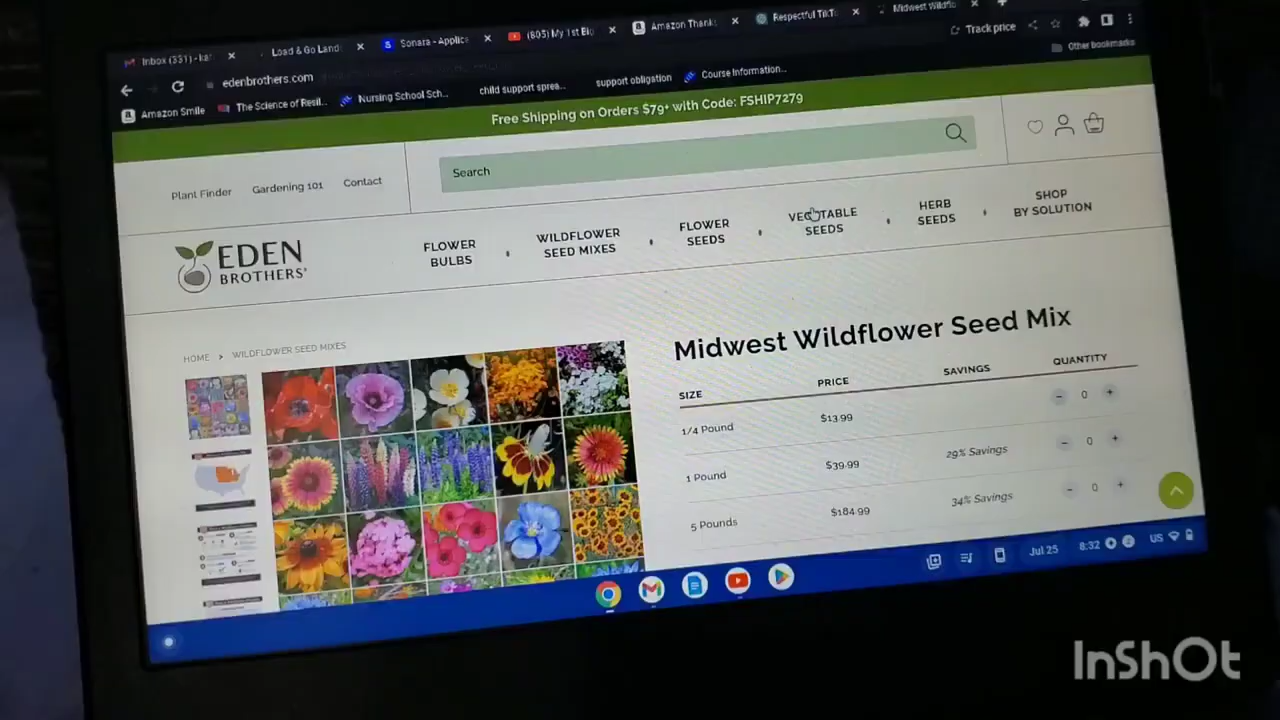 Inbox (331) - ka
Load & Go Land
Sonara - Applica
(805) My 1st Bi
Amazon Thank
Respectful TikT
Midwest Wildfl
edenbrothers.com
Track price
Other bookmarks
Amazon Smile
The Science of Resil...
Nursing School Sch...
child support sprea...
support obligation
Course Information...
Free Shipping on Orders $79+ with Code: FSHIP7279
Plant Finder
Gardening 101
Contact
Search
EDEN
BROTHERS'
FLOWER
BULBS
WILDFLOWER
SEED MIXES
FLOWER
SEEDS
VEGETABLE
SEEDS
HERB
SEEDS
SHOP
BY SOLUTION
HOME > WILDFLOWER SEED MIXES
Midwest Wildflower Seed Mix
SIZE PRICE SAVINGS QUANTITY
1/4 Pound $13.99 - 0 +
1 Pound $39.99 29% Savings - 0 +
5 Pounds $184.99 34% Savings - 0 +
Jul 25 8:32 2 US
InShOt